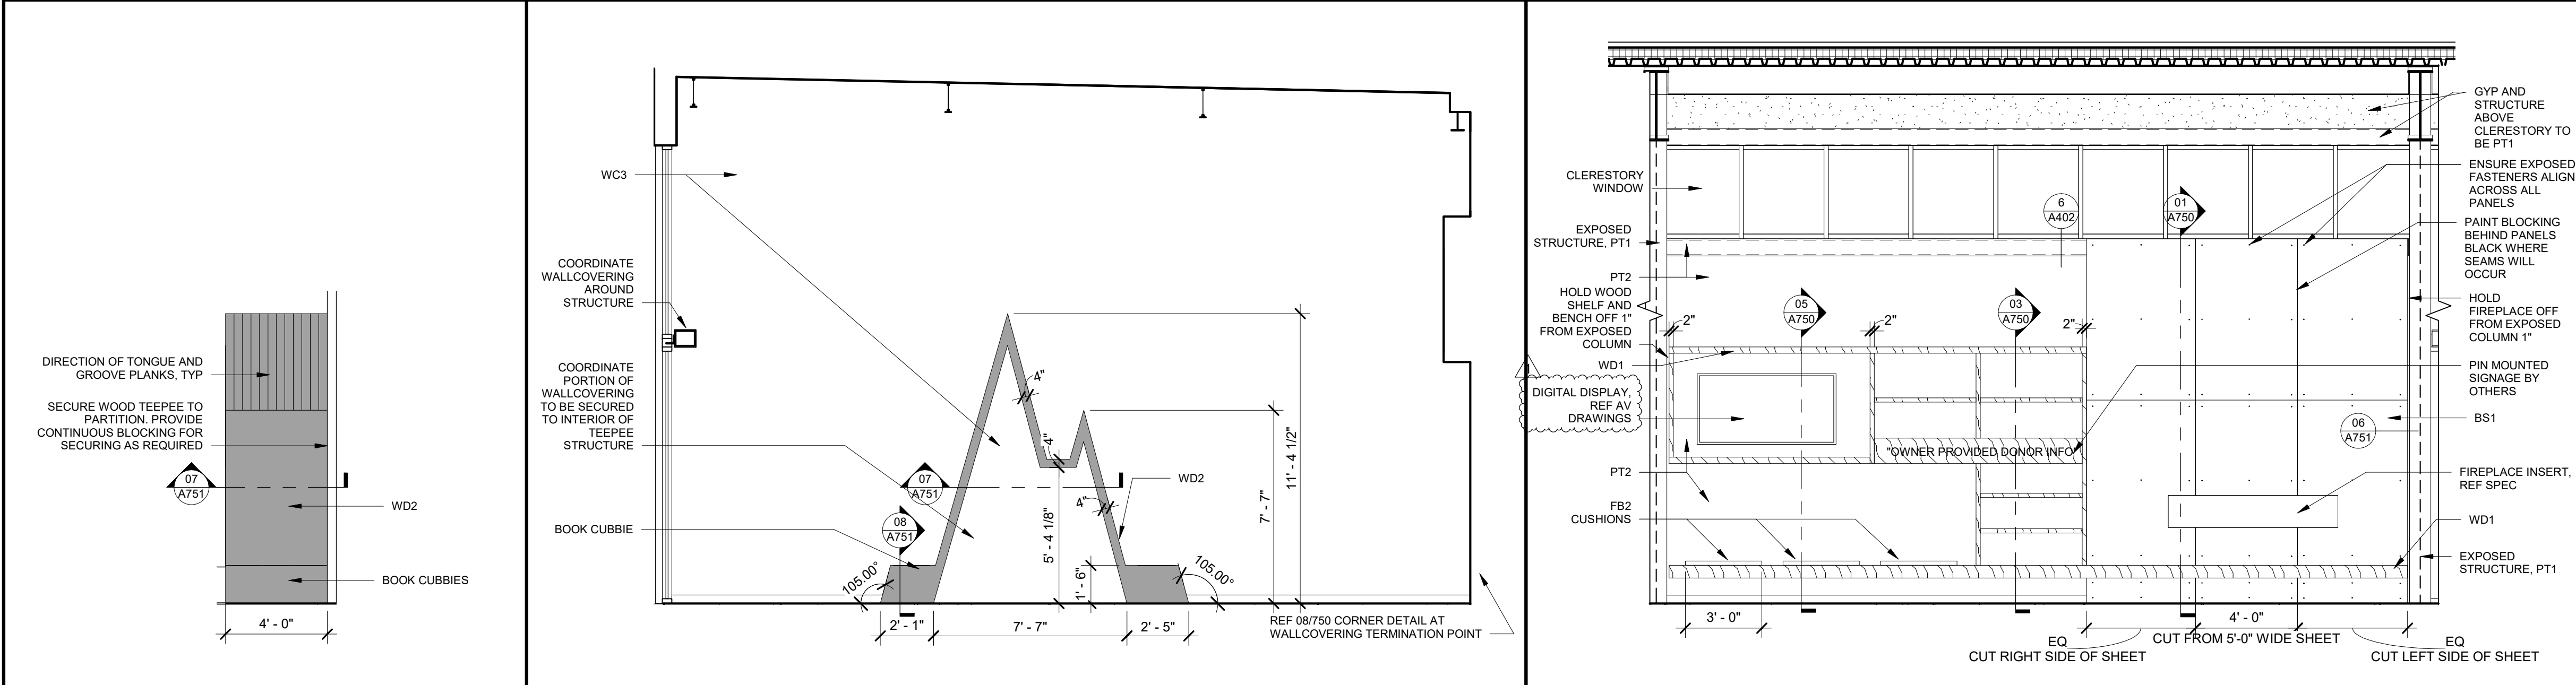 DIRECTION OF TONGUE AND
GROOVE PLANKS, TYP
SECURE WOOD TEEPEE TO
PARTITION. PROVIDE
CONTINUOUS BLOCKING FOR
SECURING AS REQUIRED
07
A751
WD2
BOOK CUBBIES
4' - 0"
WC3
COORDINATE
WALLCOVERING
AROUND
STRUCTURE
COORDINATE
PORTION OF
WALLCOVERING
TO BE SECURED
TO INTERIOR OF
TEEPEE
STRUCTURE
BOOK CUBBIE
07
A751
08
A751
4"
4"
4"
WD2
105.00°
105.00°
5' - 4 1/8"
1' - 6"
7' - 7"
11' - 4 1/2"
2' - 1"
7' - 7"
2' - 5"
REF 08/750 CORNER DETAIL AT
WALLCOVERING TERMINATION POINT
CLERESTORY
WINDOW
EXPOSED
STRUCTURE, PT1
PT2
HOLD WOOD
SHELF AND
BENCH OFF 1"
FROM EXPOSED
COLUMN
WD1
DIGITAL DISPLAY,
REF AV
DRAWINGS
PT2
FB2
CUSHIONS
6
A402
01
A750
05
A750
03
A750
2"
2"
2"
"OWNER PROVIDED DONOR INFO"
06
A751
GYP AND
STRUCTURE
ABOVE
CLERESTORY TO
BE PT1
ENSURE EXPOSED
FASTENERS ALIGN
ACROSS ALL
PANELS
PAINT BLOCKING
BEHIND PANELS
BLACK WHERE
SEAMS WILL
OCCUR
HOLD
FIREPLACE OFF
FROM EXPOSED
COLUMN 1"
PIN MOUNTED
SIGNAGE BY
OTHERS
BS1
FIREPLACE INSERT,
REF SPEC
WD1
EXPOSED
STRUCTURE, PT1
3' - 0"
4' - 0"
EQ
CUT RIGHT SIDE OF SHEET
CUT FROM 5'-0" WIDE SHEET
EQ
CUT LEFT SIDE OF SHEET